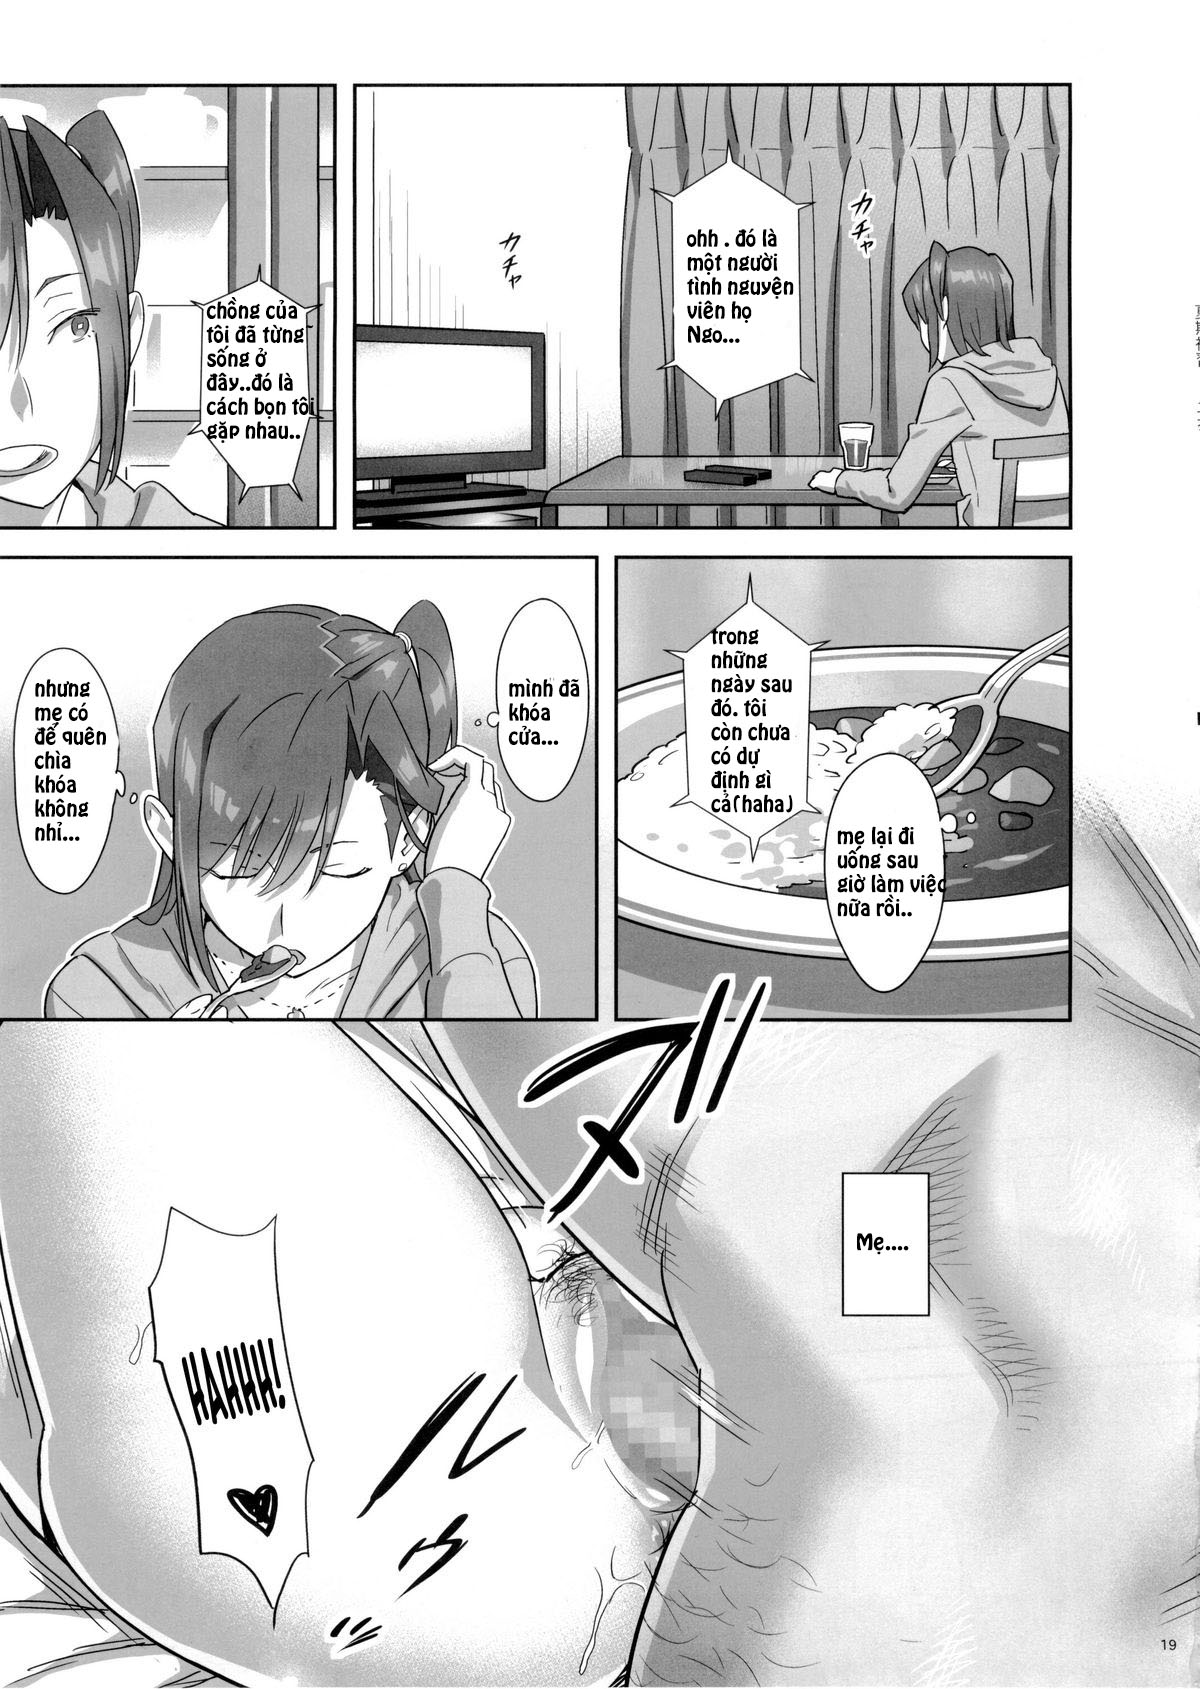 カチャ
ohh . đó là
một người
tình nguyện
viên họ
Ngo...
カチャ
chồng của
tôi đã từng
sống ở
đây..đó là
cách bọn tôi
gặp nhau..
trong
những
ngày sau
đó. tôi
còn chưa
có dự
định gì
cả(haha)
mẹ lại đi
uống sau
giờ làm việc
nữa rồi..
mình đã
khóa
cửa...
nhưng
mẹ có
để quên
chìa
khóa
không
nhỉ...
Mẹ....
HAHHH!
19